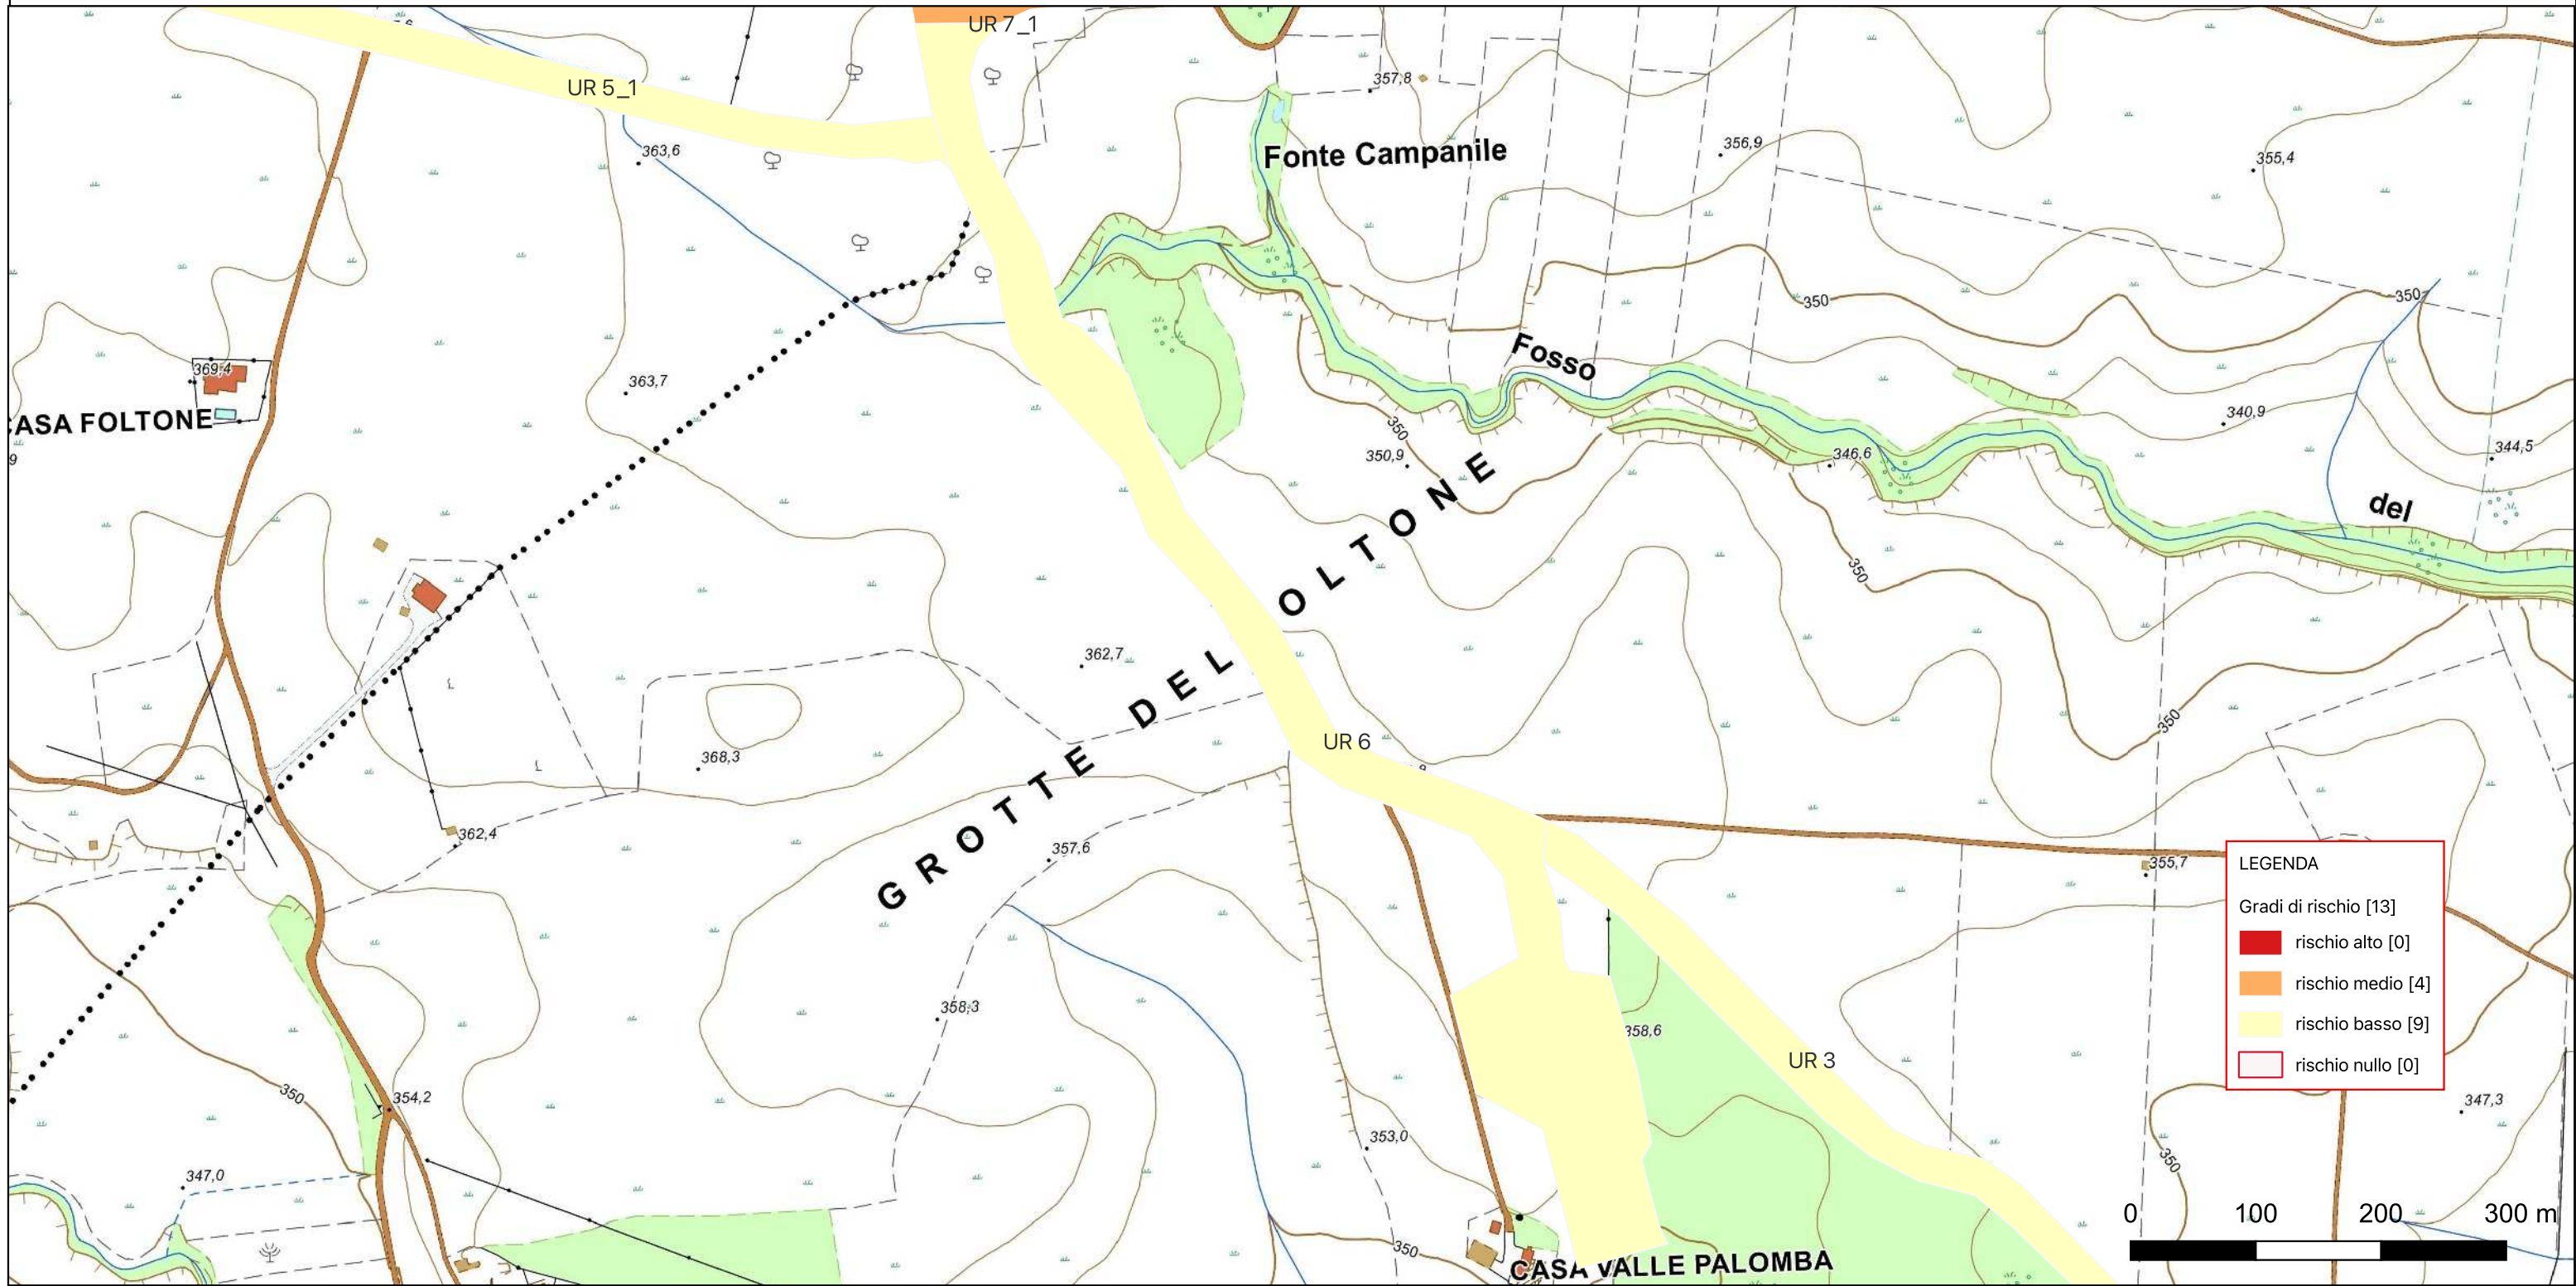 UR 7_1
UR 5_1
357,8
363,6
Fonte Campanile
356,9
355,4
350
350
Fosso
369,4
363,7
CASA FOLTONE
9
350
350,9
340,9
346,6
344,5
del
350
GROTTE DEL OLTONE
362,7
350
UR 6
368,3
362,4
357,6
355,7
LEGENDA
Gradi di rischio [13]
rischio alto [0]
rischio medio [4]
rischio basso [9]
rischio nullo [0]
358,3
358,6
UR 3
350
354,2
347,3
353,0
350
347,0
0 100 200 300 m
350
CASA VALLE PALOMBA